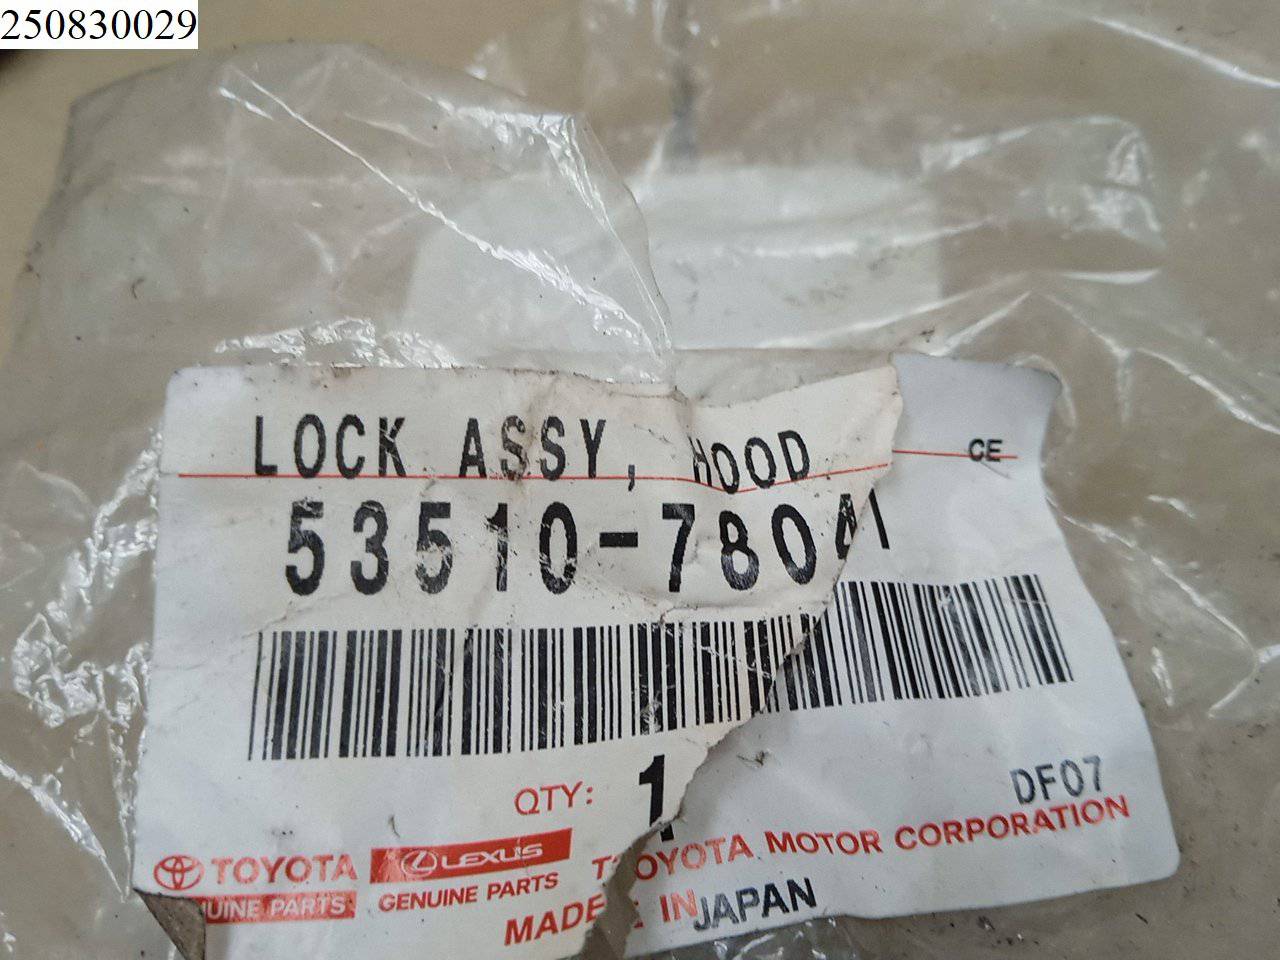 250830029
LOCK ASSY, HOOD
CE
53510-78041
QTY: 1
DF07
TOYOTA LEXUS TOYOTA MOTOR CORPORATION
UINE PARTS GENUINE PARTS
MADE IN JAPAN